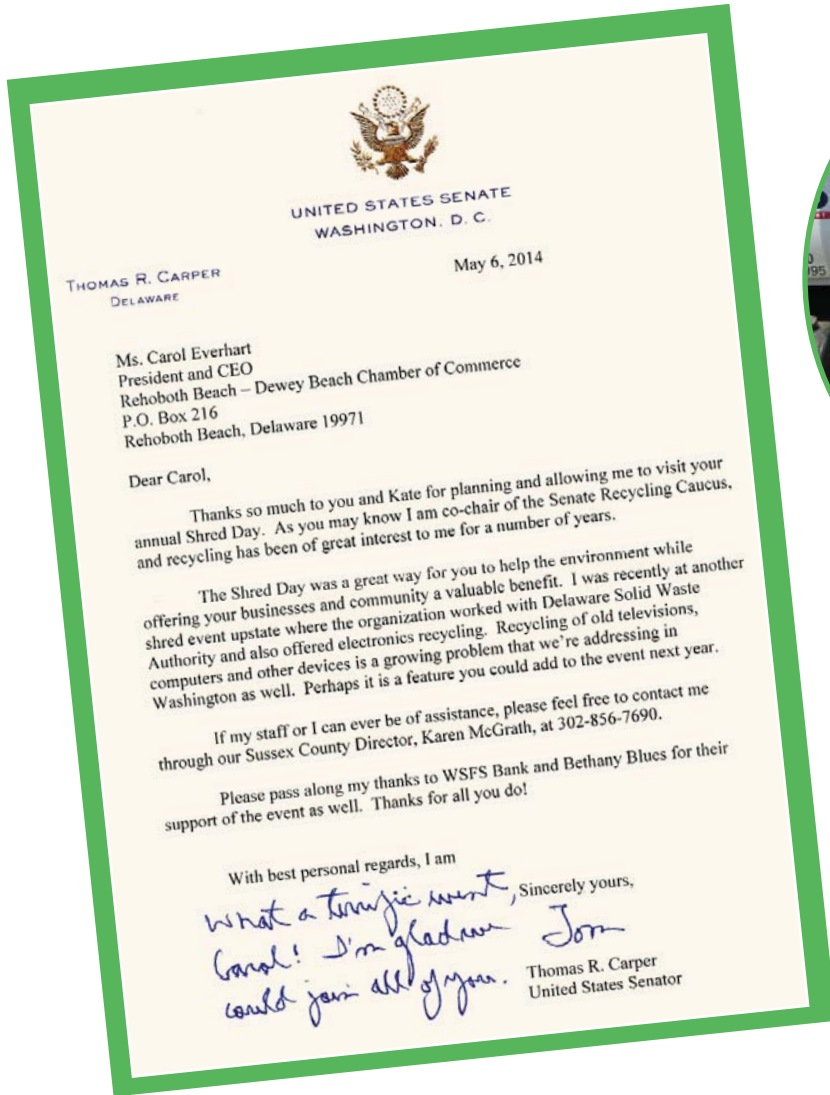 UNITED STATES SENATE
WASHINGTON, D. C.
THOMAS R. CARPER
DELAWARE
May 6, 2014
Ms. Carol Everhart
President and CEO
Rehoboth Beach – Dewey Beach Chamber of Commerce
P.O. Box 216
Rehoboth Beach, Delaware 19971
Dear Carol,
Thanks so much to you and Kate for planning and allowing me to visit your
annual Shred Day. As you may know I am co-chair of the Senate Recycling Caucus,
and recycling has been of great interest to me for a number of years.
The Shred Day was a great way for you to help the environment while
offering your businesses and community a valuable benefit. I was recently at another
shred event upstate where the organization worked with Delaware Solid Waste
Authority and also offered electronics recycling. Recycling of old televisions,
computers and other devices is a growing problem that we're addressing in
Washington as well. Perhaps it is a feature you could add to the event next year.
If my staff or I can ever be of assistance, please feel free to contact me
through our Sussex County Director, Karen McGrath, at 302-856-7690.
Please pass along my thanks to WSFS Bank and Bethany Blues for their
support of the event as well. Thanks for all you do!
With best personal regards, I am
Sincerely yours,
What a terrific event,
Carol! I'm glad we
could join all of you.
Tom
Thomas R. Carper
United States Senator
95